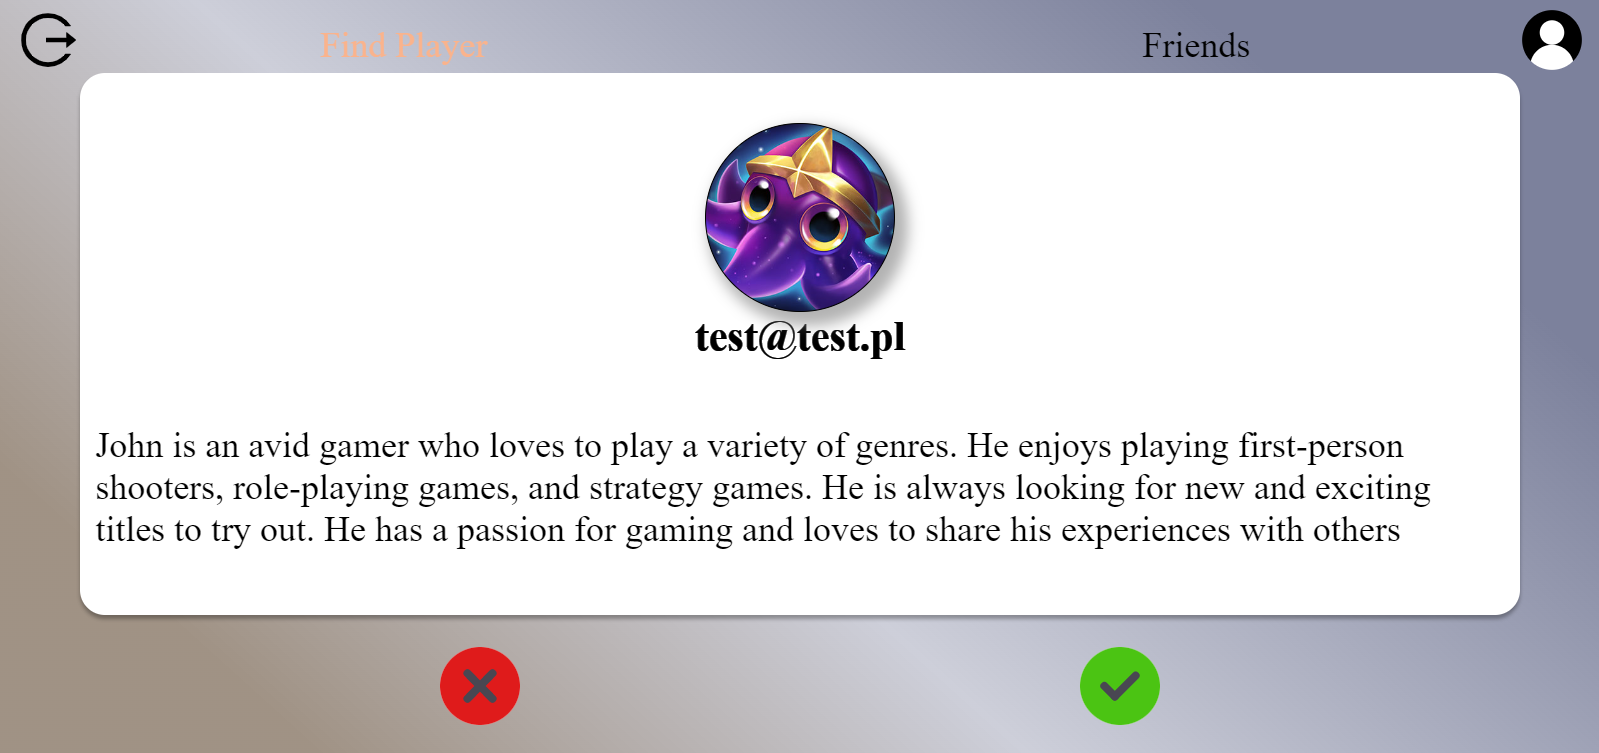 Find Player
Friends
test@test.pl
John is an avid gamer who loves to play a variety of genres. He enjoys playing first-person
shooters, role-playing games, and strategy games. He is always looking for new and exciting
titles to try out. He has a passion for gaming and loves to share his experiences with others